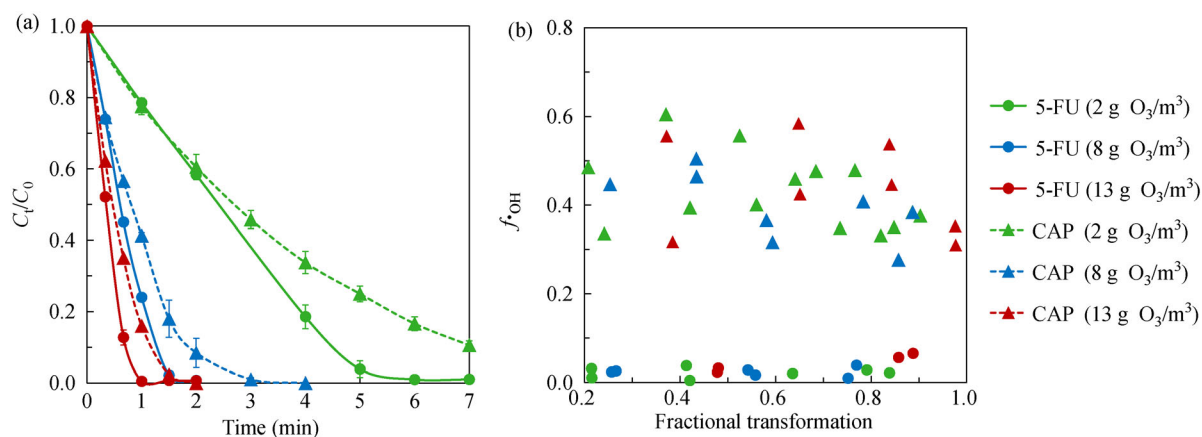 (a)
1.0
0.8
0.6
0.4
0.2
0.0
Cₜ/C₀
0 1 2 3 4 5 6 7
Time (min)
(b)
0.8
0.6
0.4
0.2
0.0
f•OH
0.2 0.4 0.6 0.8 1.0
Fractional transformation
5-FU (2 g O₃/m³)
5-FU (8 g O₃/m³)
5-FU (13 g O₃/m³)
CAP (2 g O₃/m³)
CAP (8 g O₃/m³)
CAP (13 g O₃/m³)